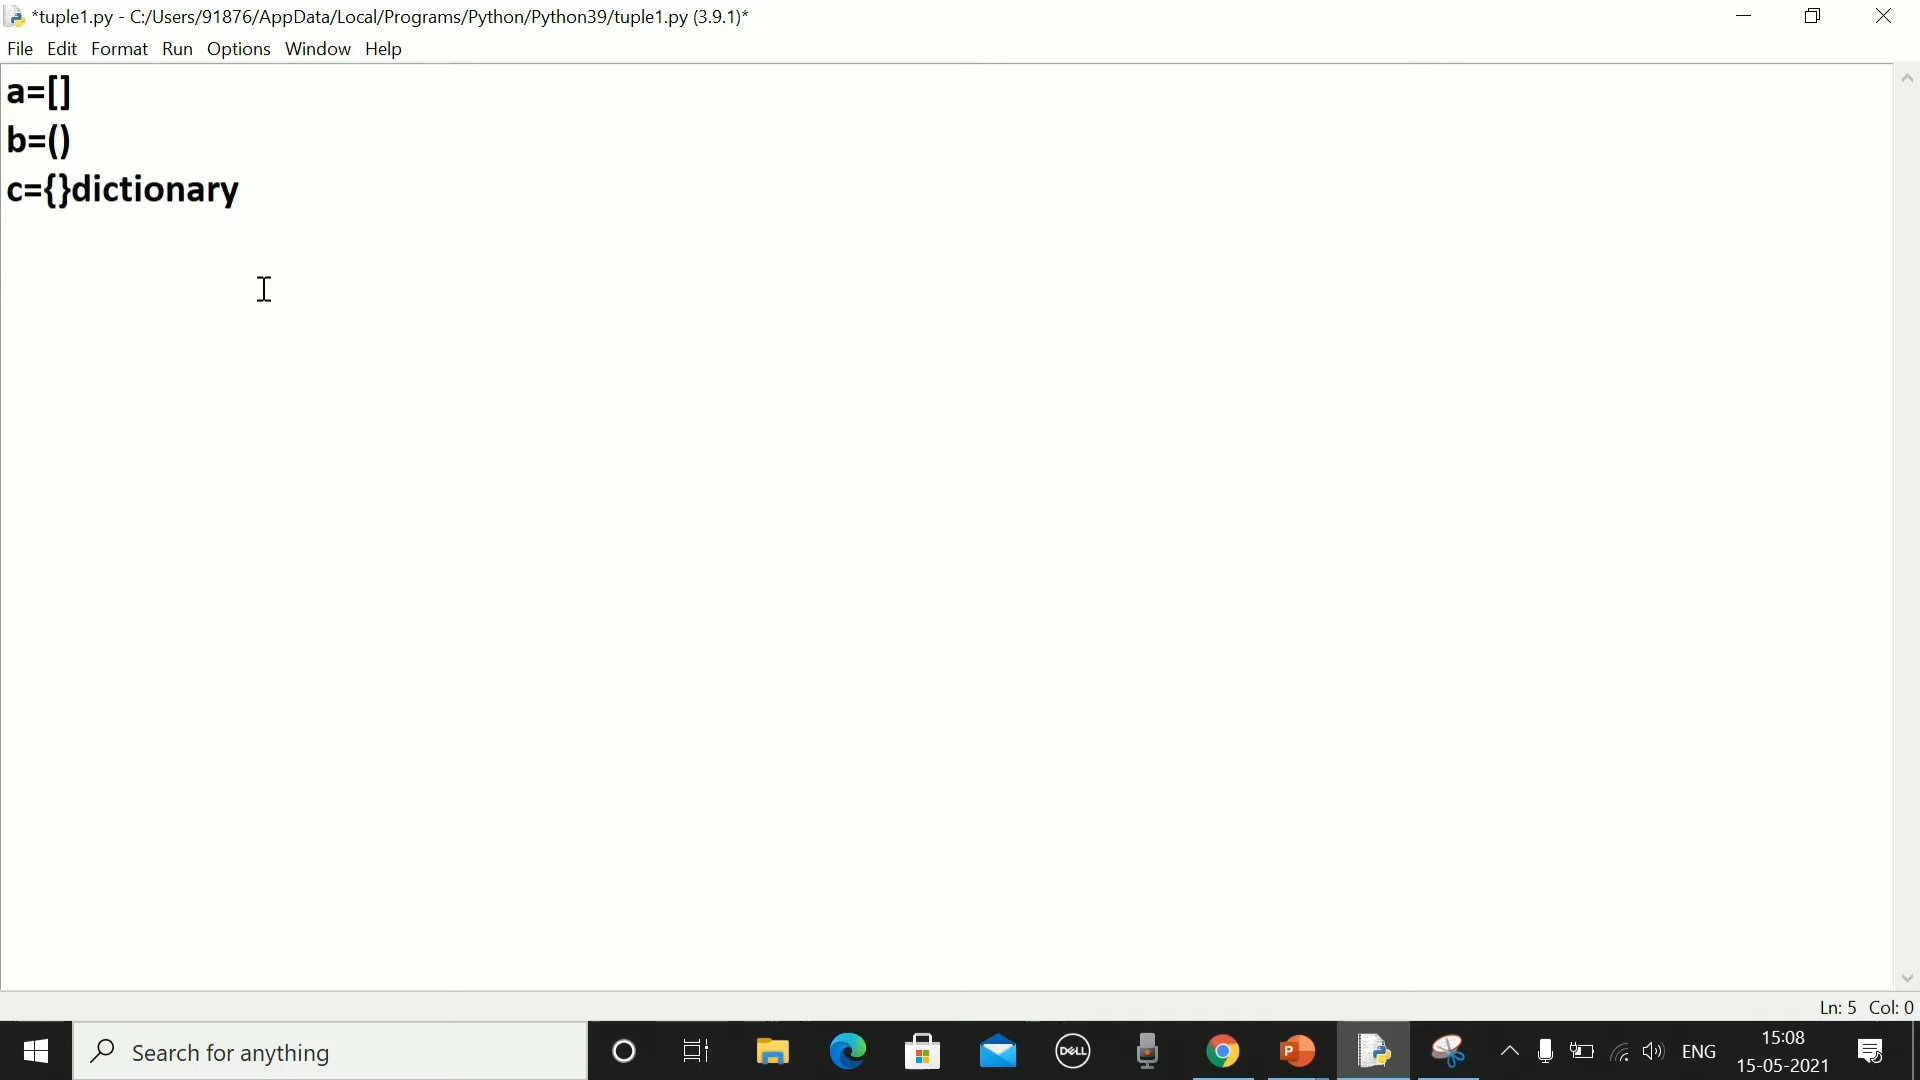 *tuple1.py - C:/Users/91876/AppData/Local/Programs/Python/Python39/tuple1.py (3.9.1)*
File Edit Format Run Options Window Help
a=[]
b=()
c={}dictionary
Ln: 5 Col: 0
Search for anything
DELL
P
ENG
15:08
15-05-2021